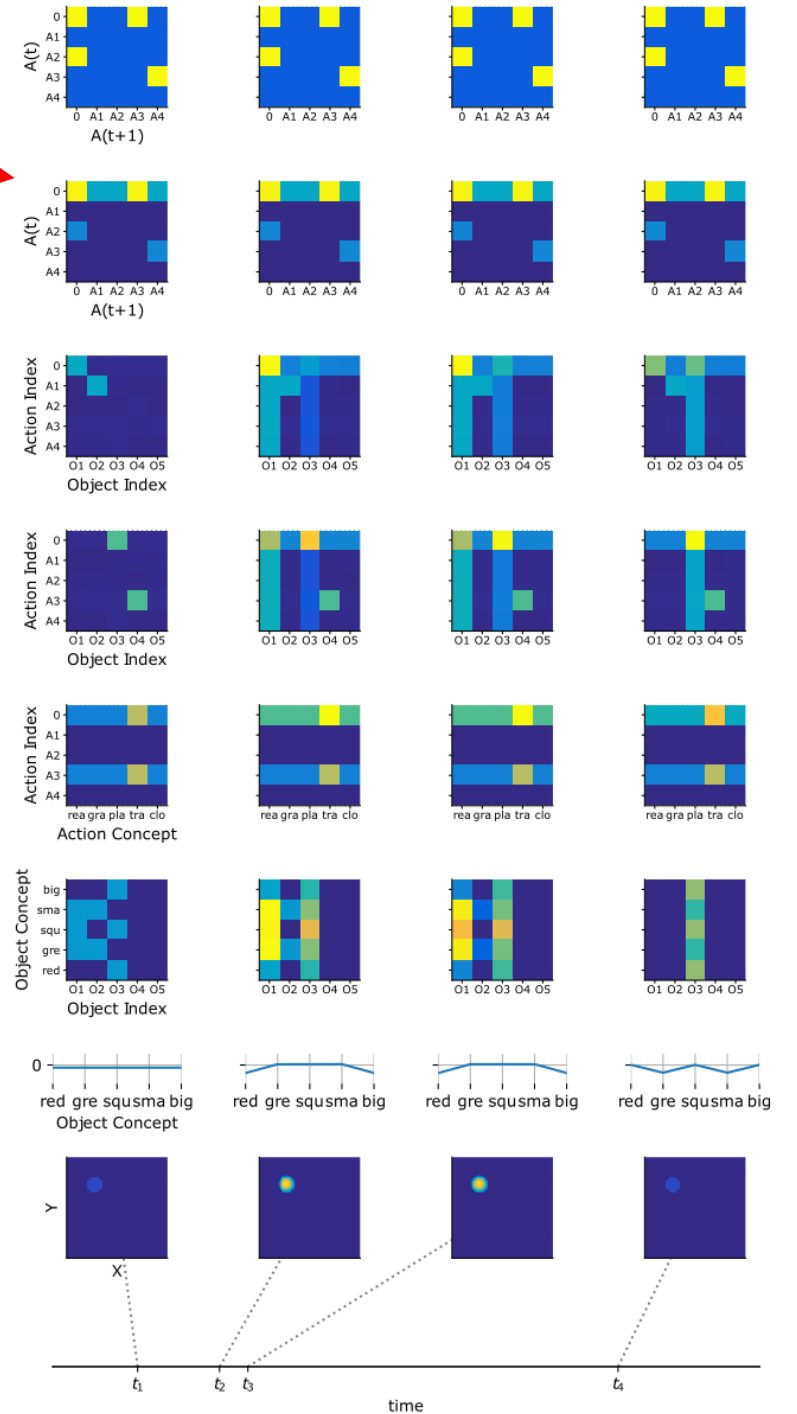 A(t)
0
A1
A2
A3
A4
0 A1 A2 A3 A4
0 A1 A2 A3 A4
0 A1 A2 A3 A4
0 A1 A2 A3 A4
A(t+1)
A(t)
0
A1
A2
A3
A4
0 A1 A2 A3 A4
0 A1 A2 A3 A4
0 A1 A2 A3 A4
0 A1 A2 A3 A4
A(t+1)
Action Index
0
A1
A2
A3
A4
O1 O2 O3 O4 O5
O1 O2 O3 O4 O5
O1 O2 O3 O4 O5
O1 O2 O3 O4 O5
Object Index
Action Index
0
A1
A2
A3
A4
O1 O2 O3 O4 O5
O1 O2 O3 O4 O5
O1 O2 O3 O4 O5
O1 O2 O3 O4 O5
Object Index
Action Index
0
A1
A2
A3
A4
rea gra pla tra clo
rea gra pla tra clo
rea gra pla tra clo
rea gra pla tra clo
Action Concept
Object Concept
big
sma
squ
gre
red
O1 O2 O3 O4 O5
O1 O2 O3 O4 O5
O1 O2 O3 O4 O5
O1 O2 O3 O4 O5
Object Index
0
red gre squ sma big
red gre squ sma big
red gre squ sma big
red gre squ sma big
Object Concept
Y
X
t1 t2 t3 t4
time